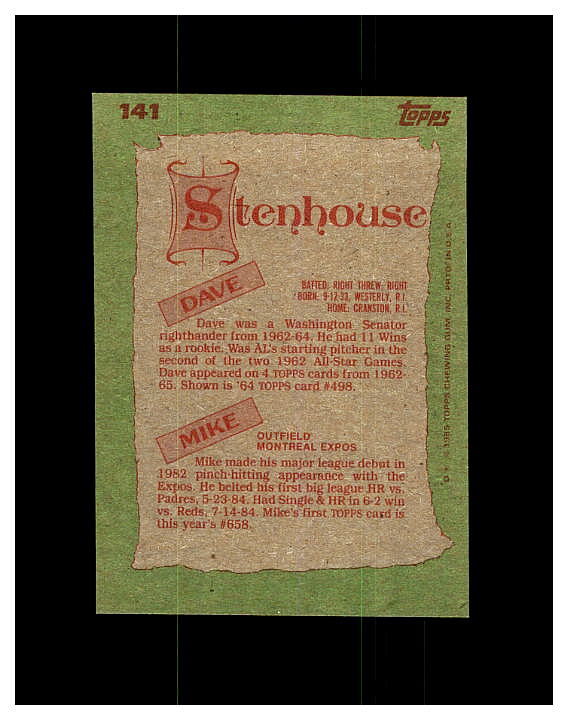 141
Topps
Stenhouse
DAVE
BATTED: RIGHT THREW: RIGHT
BORN: 9-12-33, WESTERLY, R.I.
HOME: CRANSTON, R.I.
Dave was a Washington Senator
righthander from 1962-64. He had 11 Wins
as a rookie. Was AL's starting pitcher in the
second of the two 1962 All-Star Games.
Dave appeared on 4 TOPPS cards from 1962-
65. Shown is '64 TOPPS card #498.
MIKE
OUTFIELD
MONTREAL EXPOS
Mike made his major league debut in
1982 pinch-hitting appearance with the
Expos. He belted his first big league HR vs.
Padres, 5-23-84. Had Single & HR in 6-2 win
vs. Reds, 7-14-84. Mike's first TOPPS card is
this year's #658.
© * 1985 TOPPS CHEWING GUM, INC. PRTD. IN U.S.A.